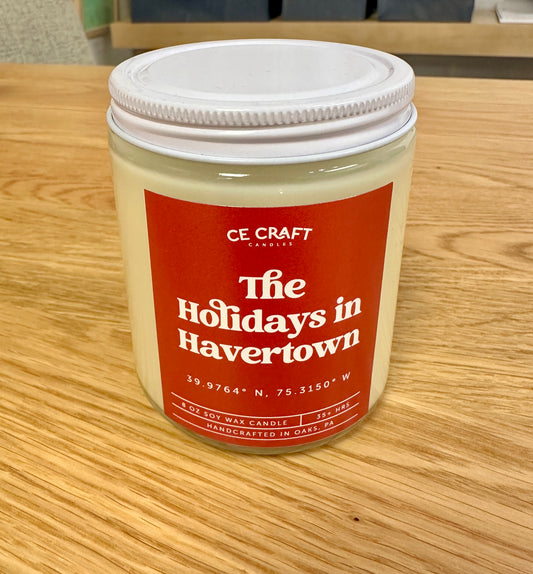 CE CRAFT
CANDLES
The
Holidays in
Havertown
39.9764° N, 75.3150° W
8 OZ SOY WAX CANDLE 35+ HRS
HANDCRAFTED IN OAKS, PA